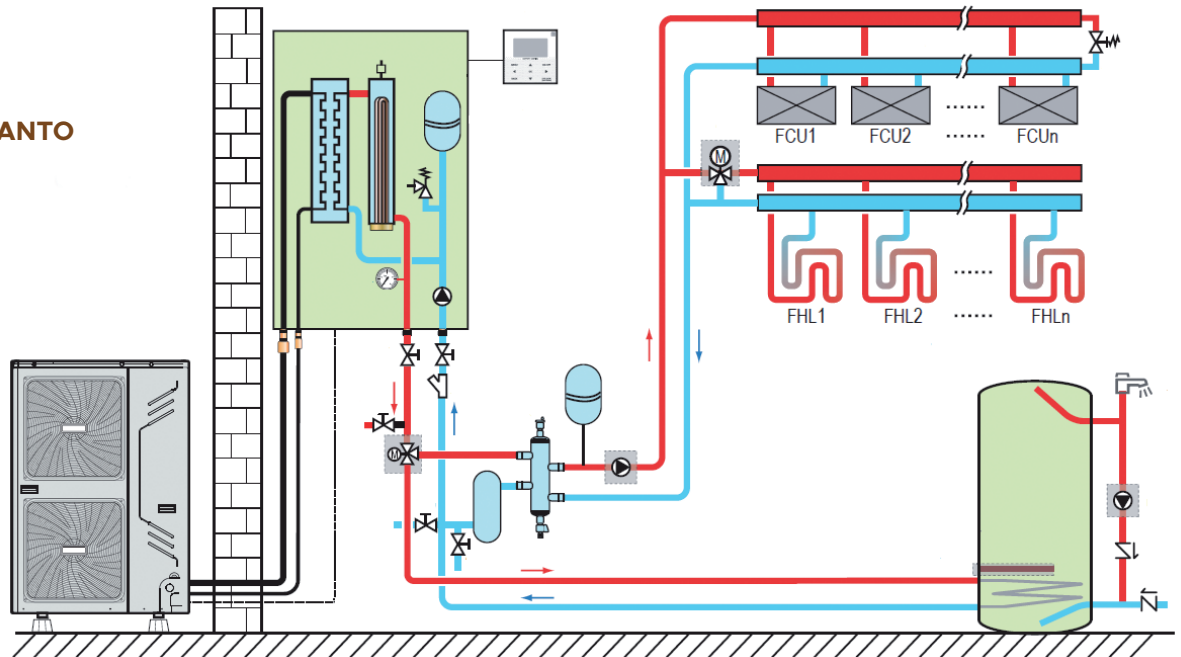 ANTO
M
FCU1 FCU2 ...... FCUn
......
M
FHL1 FHL2 ...... FHLn
......